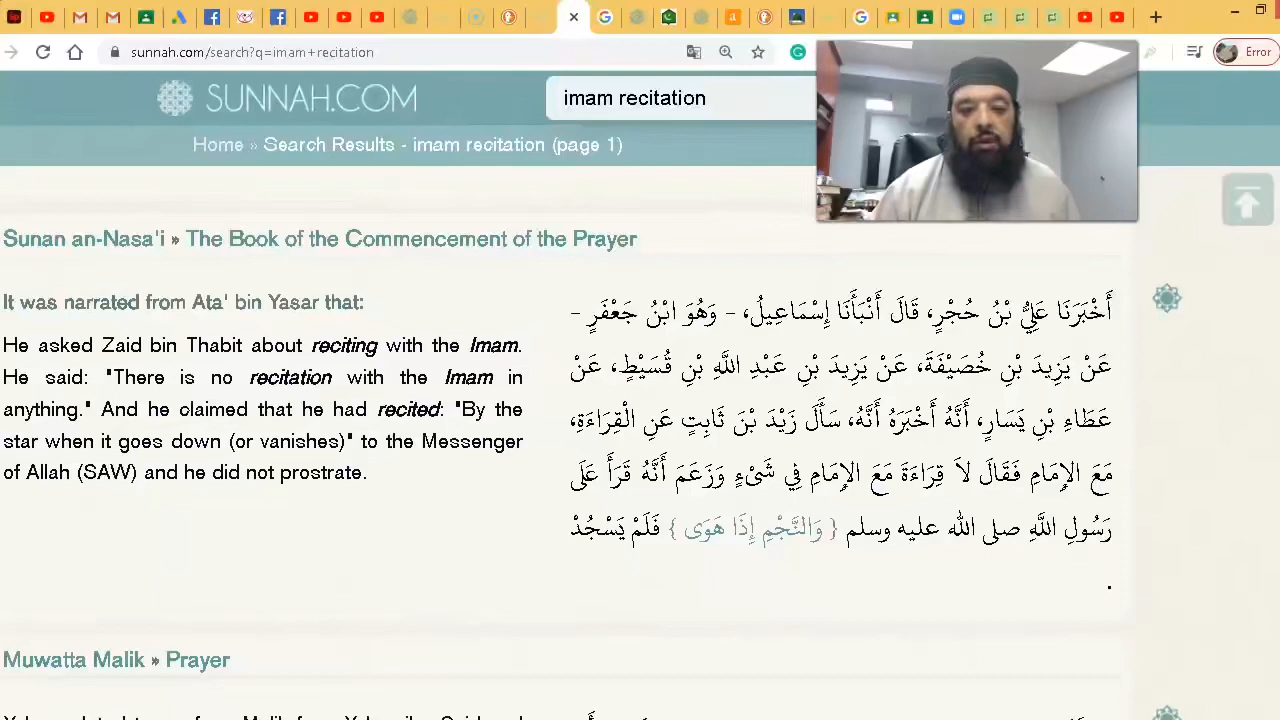 sunnah.com/search?q=imam+recitation
Error
SUNNAH.COM
imam recitation
Home » Search Results - imam recitation (page 1)
Sunan an-Nasa'i » The Book of the Commencement of the Prayer
It was narrated from Ata' bin Yasar that:
He asked Zaid bin Thabit about reciting with the Imam.
He said: "There is no recitation with the Imam in
anything." And he claimed that he had recited: "By the
star when it goes down (or vanishes)" to the Messenger
of Allah (SAW) and he did not prostrate.
أَخْبَرَنَا عَلِيُّ بْنُ حُجْرٍ، قَالَ أَنْبَأَنَا إِسْمَاعِيلُ، - وَهُوَ ابْنُ جَعْفَرٍ -
عَنْ يَزِيدَ بْنِ خُصَيْفَةَ، عَنْ يَزِيدَ بْنِ عَبْدِ اللَّهِ بْنِ قُسَيْطٍ، عَنْ
عَطَاءِ بْنِ يَسَارٍ، أَنَّهُ أَخْبَرَهُ أَنَّهُ، سَأَلَ زَيْدَ بْنَ ثَابِتٍ عَنِ الْقِرَاءَةِ،
مَعَ الإِمَامِ فَقَالَ لاَ قِرَاءَةَ مَعَ الإِمَامِ فِي شَىْءٍ وَزَعَمَ أَنَّهُ قَرَأَ عَلَى
رَسُولِ اللَّهِ صلى الله عليه وسلم { وَالنَّجْمِ إِذَا هَوَى } فَلَمْ يَسْجُدْ
.
Muwatta Malik » Prayer